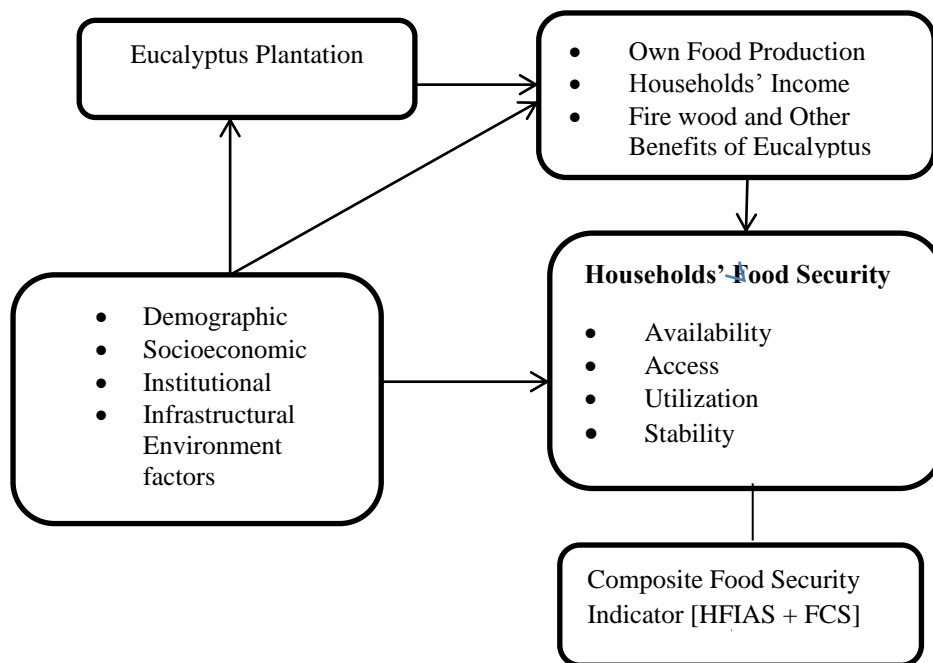 Eucalyptus Plantation
• Own Food Production
• Households’ Income
• Fire wood and Other
Benefits of Eucalyptus
• Demographic
• Socioeconomic
• Institutional
• Infrastructural
Environment
factors
Households’ Food Security
• Availability
• Access
• Utilization
• Stability
Composite Food Security
Indicator [HFIAS + FCS]